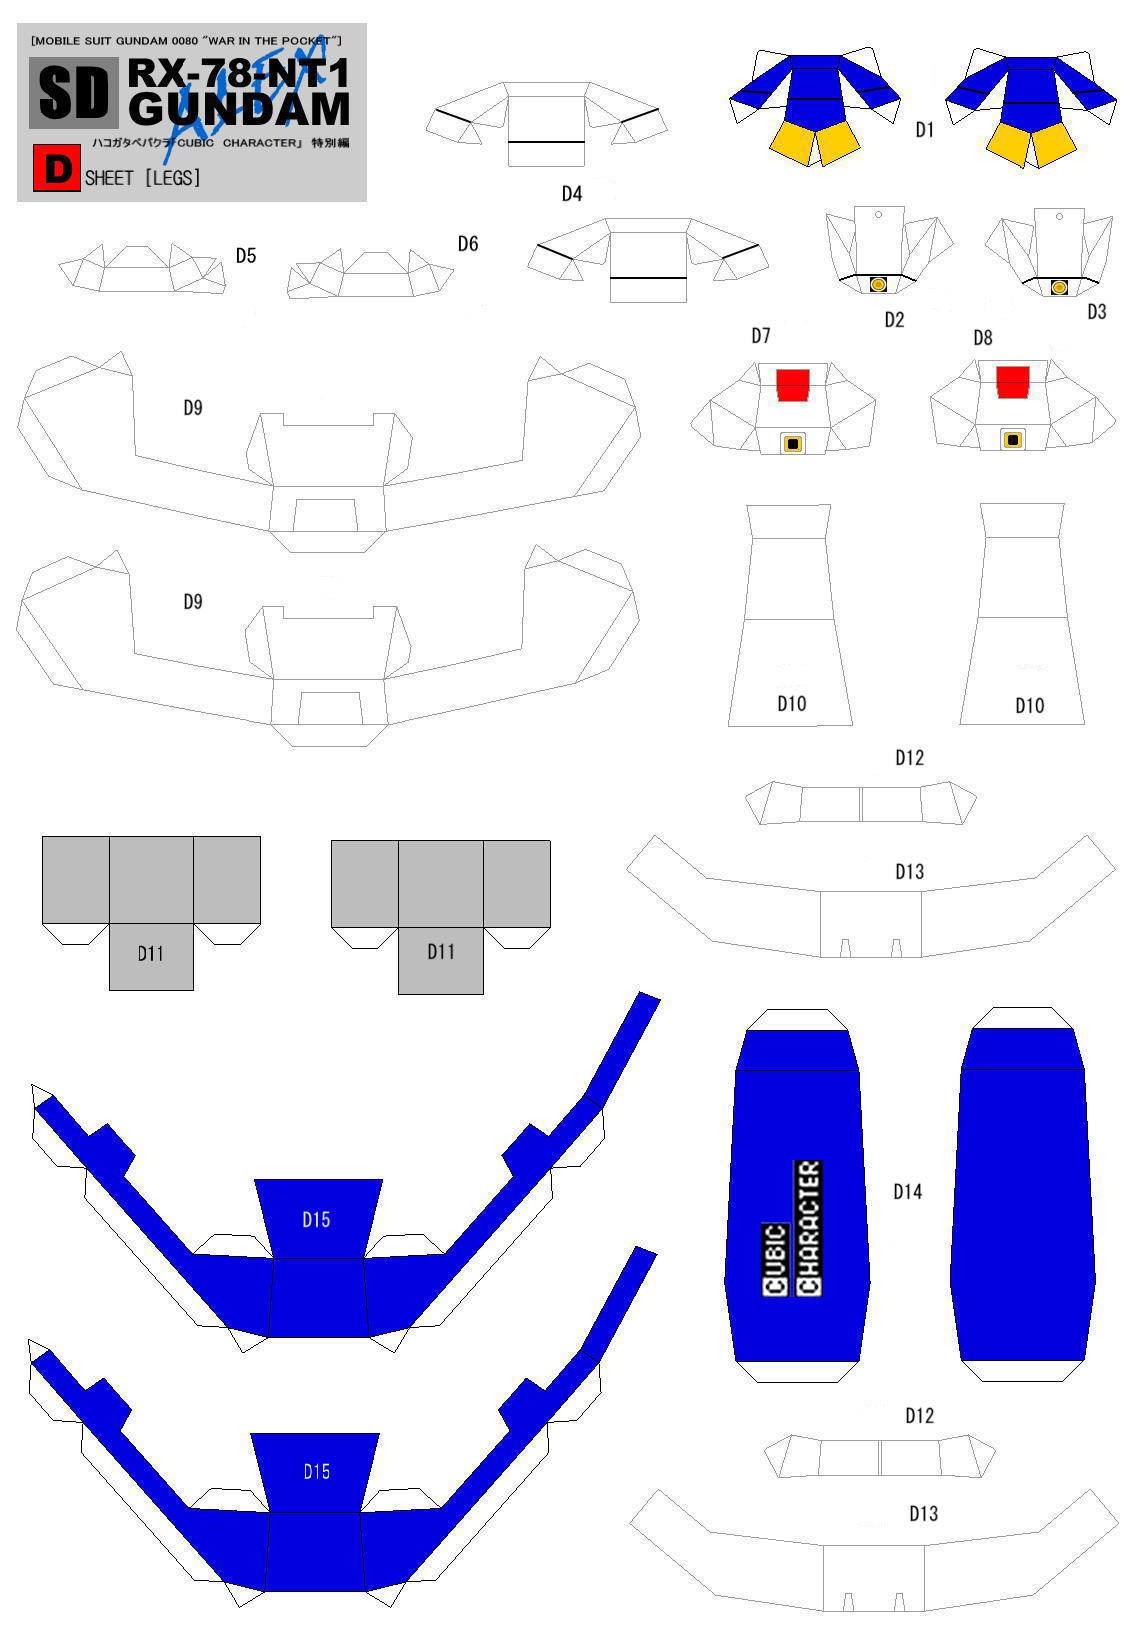 [MOBILE SUIT GUNDAM 0080 "WAR IN THE POCKET"]
ALEX
SD RX-78-NT1
GUNDAM
ハコガタペパクラ「CUBIC CHARACTER」 特別編
D SHEET [LEGS]
D1
D4
D5
D6
D2
D3
D7
D8
D9
D9
D10
D10
D12
D13
D11
D11
D14
CUBIC
CHARACTER
D15
D12
D15
D13